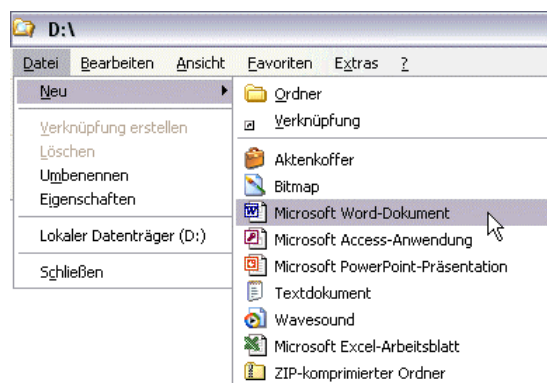 D:\
Datei Bearbeiten Ansicht Favoriten Extras ?
Neu
Verknüpfung erstellen
Löschen
Umbenennen
Eigenschaften
Lokaler Datenträger (D:)
Schließen
Ordner
Verknüpfung
Aktenkoffer
Bitmap
Microsoft Word-Dokument
Microsoft Access-Anwendung
Microsoft PowerPoint-Präsentation
Textdokument
Wavesound
Microsoft Excel-Arbeitsblatt
ZIP-komprimierter Ordner